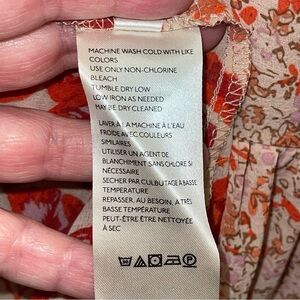 MACHINE WASH COLD WITH LIKE
COLORS
USE ONLY NON-CHLORINE
BLEACH
TUMBLE DRY LOW
LOW IRON AS NEEDED
MAY BE DRY CLEANED
LAVER À LA MACHINE À L'EAU
FROIDE AVEC COULEURS
SIMILAIRES
UTILISER UN AGENT DE
BLANCHIMENT SANS CHLORE SI
NÉCESSAIRE
SECHER PAR CULBUTAGE À BASSE
TEMPERATURE
REPASSER, AU BESOIN, À TRÈS
BASSE TEMPÉRATURE
PEUT-ÊTRE ÊTRE NETTOYÉE
À SEC